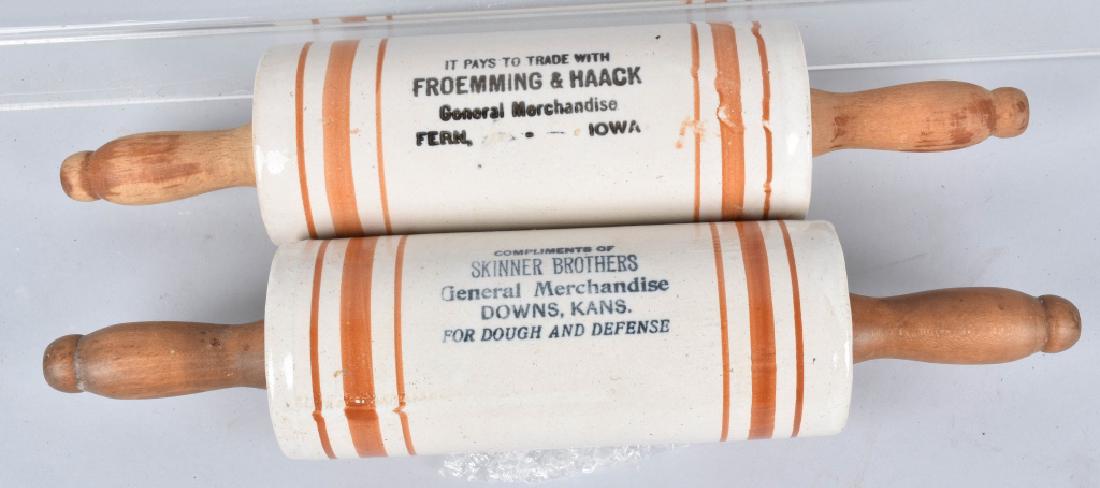 IT PAYS TO TRADE WITH
FROEMMING & HAACK
General Merchandise
FERN, IOWA
COMPLIMENTS OF
SKINNER BROTHERS
General Merchandise
DOWNS, KANS.
FOR DOUGH AND DEFENSE